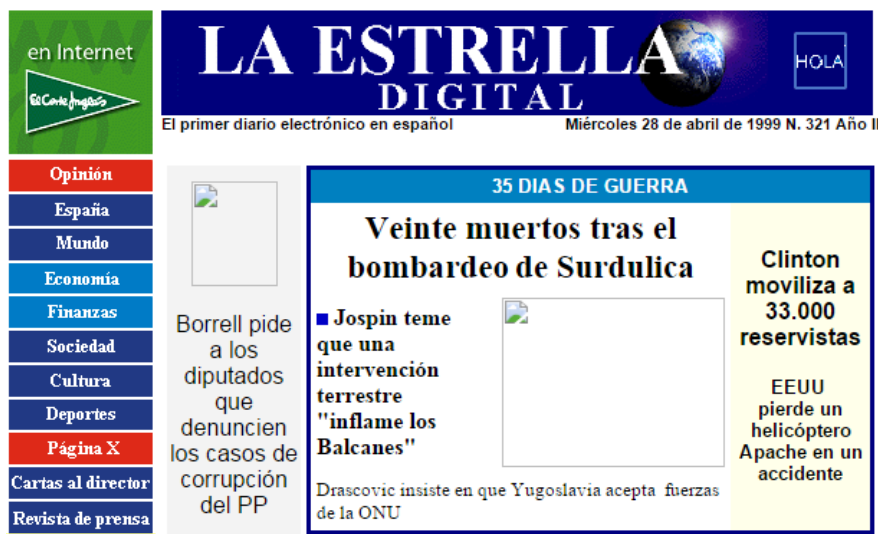 en Internet
El Corte Inglés
LA ESTRELLA
DIGITAL
HOLA
El primer diario electrónico en español
Miércoles 28 de abril de 1999 N. 321 Año I
Opinión
España
Mundo
Economía
Finanzas
Sociedad
Cultura
Deportes
Página X
Cartas al director
Revista de prensa
Borrell pide
a los
diputados
que
denuncien
los casos de
corrupción
del PP
35 DIAS DE GUERRA
Veinte muertos tras el
bombardeo de Surdulica
Jospin teme
que una
intervención
terrestre
"inflame los
Balcanes"
Drascovic insiste en que Yugoslavia acepta fuerzas
de la ONU
Clinton
moviliza a
33.000
reservistas
EEUU
pierde un
helicóptero
Apache en un
accidente